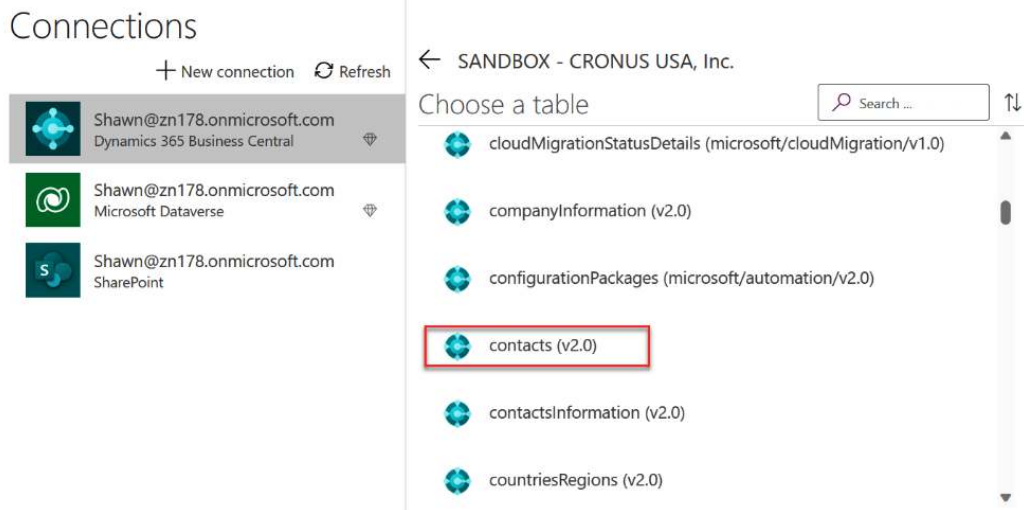 Connections
New connection
Refresh
Shawn@zn178.onmicrosoft.com
Dynamics 365 Business Central
Shawn@zn178.onmicrosoft.com
Microsoft Dataverse
S
Shawn@zn178.onmicrosoft.com
SharePoint
SANDBOX - CRONUS USA, Inc.
Choose a table
Search ...
cloudMigrationStatusDetails (microsoft/cloudMigration/v1.0)
companyInformation (v2.0)
configurationPackages (microsoft/automation/v2.0)
contacts (v2.0)
contactsInformation (v2.0)
countriesRegions (v2.0)